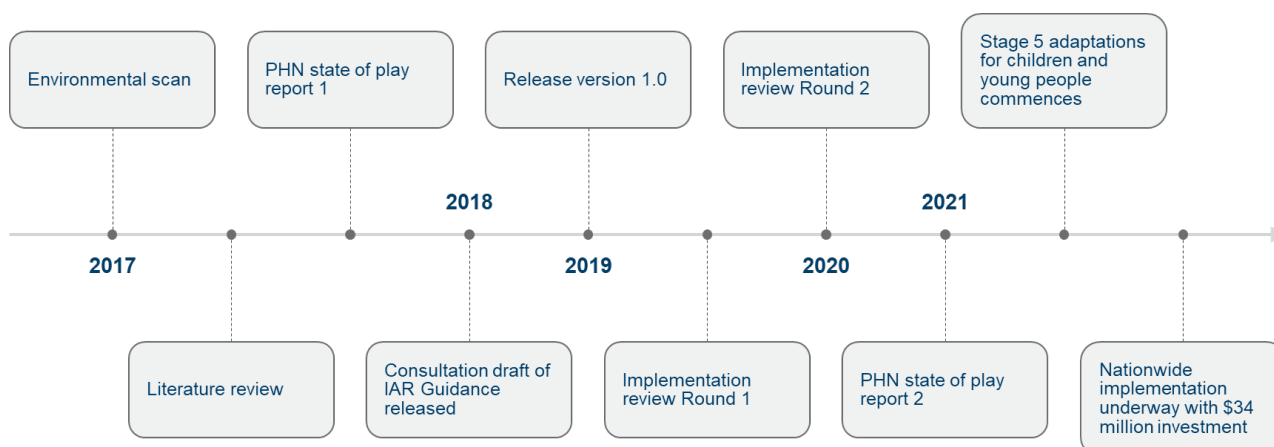 Environmental scan
PHN state of play
report 1
Release version 1.0
Implementation
review Round 2
Stage 5 adaptations
for children and
young people
commences
2018
2021
2017
2019
2020
Literature review
Consultation draft of
IAR Guidance
released
Implementation
review Round 1
PHN state of play
report 2
Nationwide
implementation
underway with $34
million investment